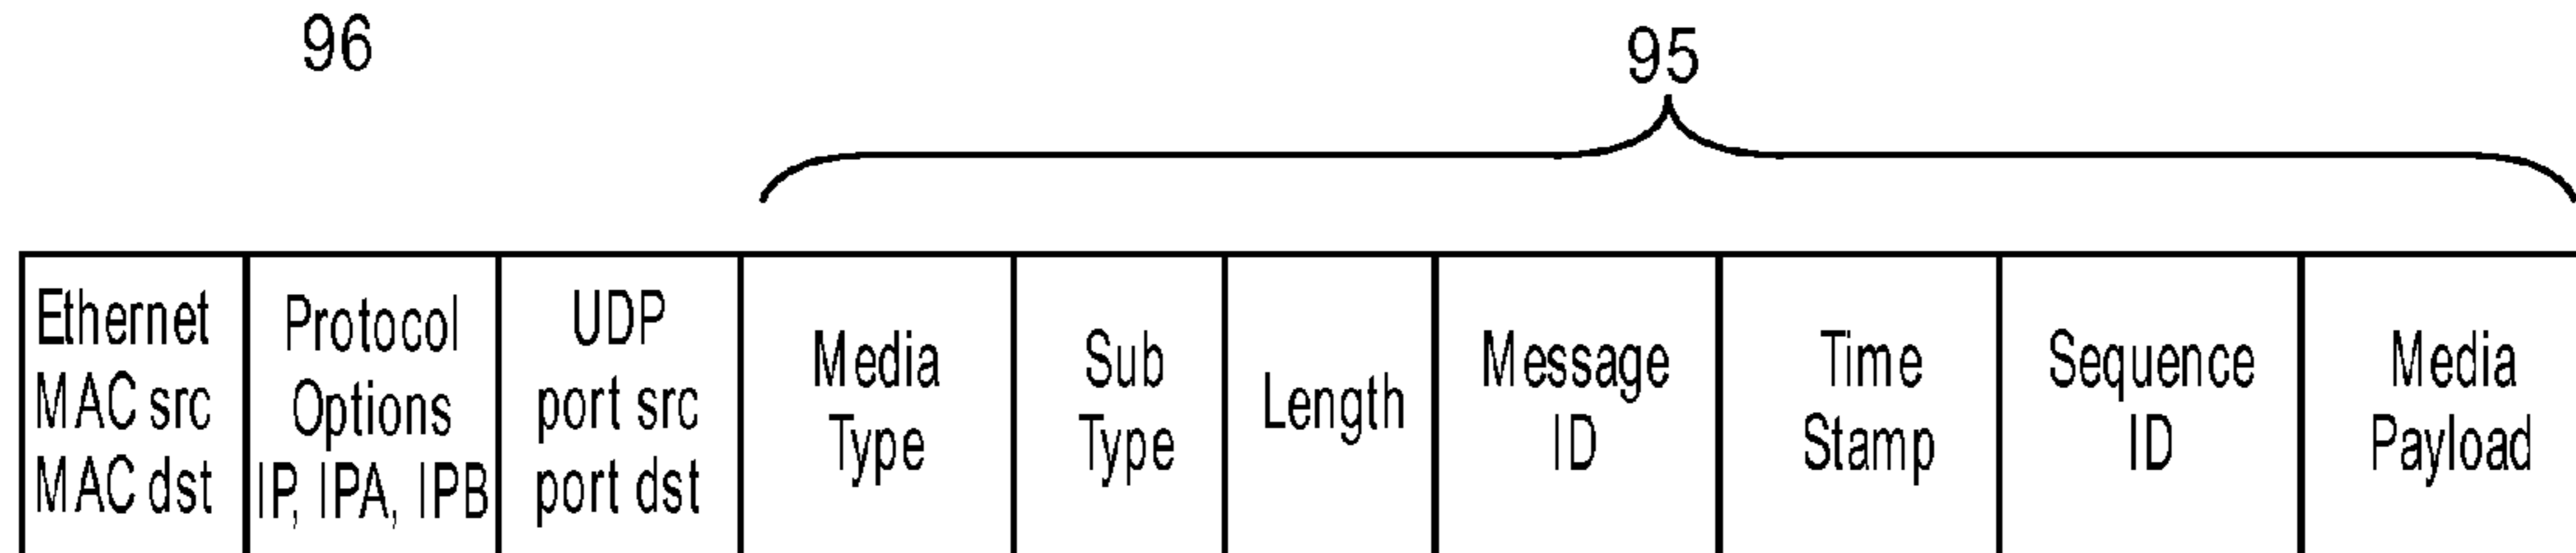 96
95
Ethernet
MAC src
MAC dst
Protocol
Options
IP, IPA, IPB
UDP
port src
port dst
Media
Type
Sub
Type
Length
Message
ID
Time
Stamp
Sequence
ID
Media
Payload